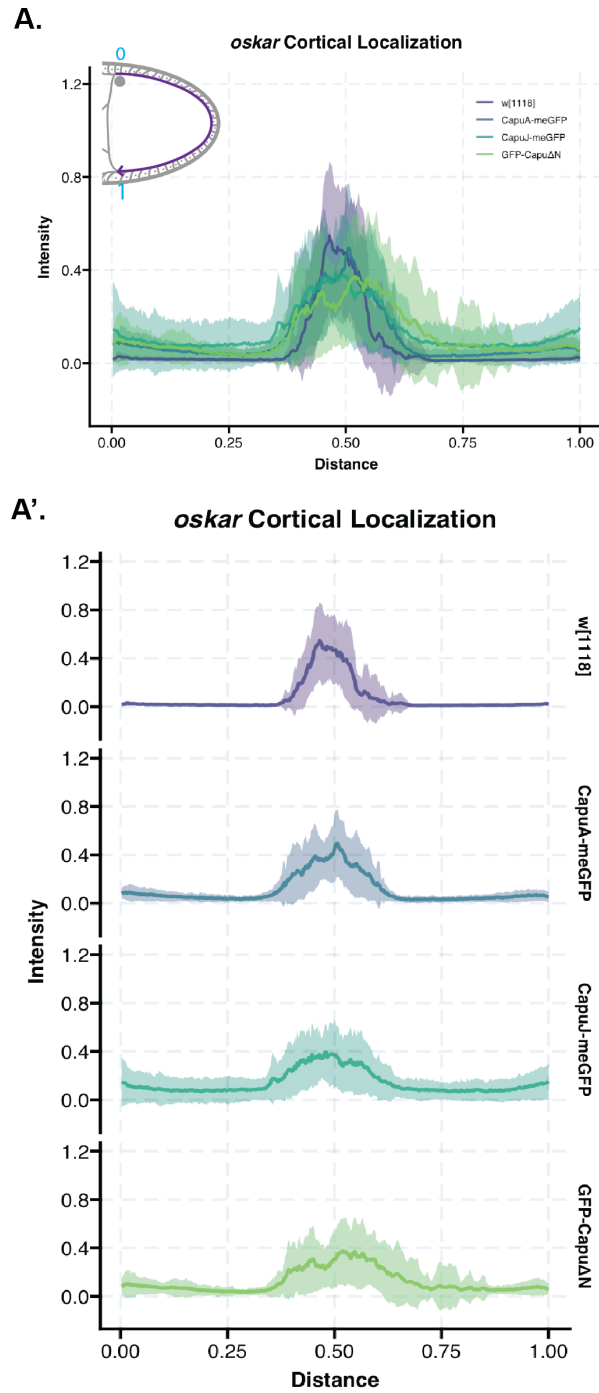 A.
oskar Cortical Localization
0
1
1.2
0.8
0.4
0.0
Intensity
w[1118]
CapuA-meGFP
CapuJ-meGFP
GFP-CapuΔN
0.00
0.25
0.50
0.75
1.00
Distance
A'.
oskar Cortical Localization
1.2
0.8
0.4
0.0
w[1118]
1.2
0.8
0.4
0.0
CapuA-meGFP
Intensity
1.2
0.8
0.4
0.0
CapuJ-meGFP
1.2
0.8
0.4
0.0
GFP-CapuΔN
0.00
0.25
0.50
0.75
1.00
Distance